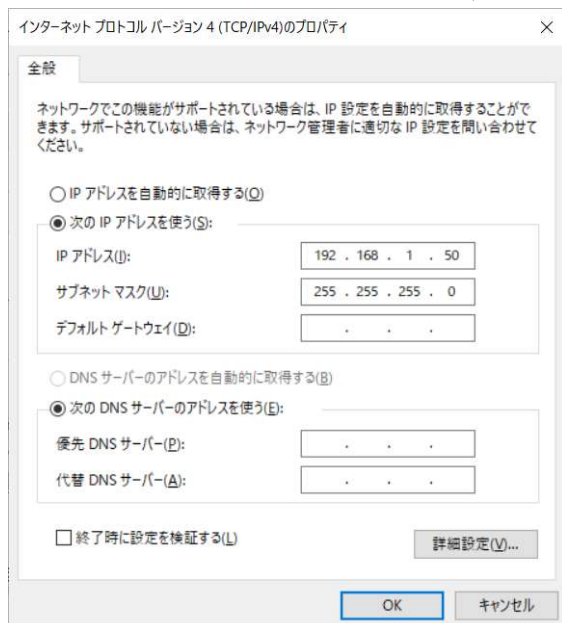 インターネット プロトコル バージョン 4 (TCP/IPv4)のプロパティ
全般
ネットワークでこの機能がサポートされている場合は、IP 設定を自動的に取得することがで
きます。サポートされていない場合は、ネットワーク管理者に適切な IP 設定を問い合わせて
ください。
IP アドレスを自動的に取得する(O)
次の IP アドレスを使う(S):
IP アドレス(I): 192 . 168 . 1 . 50
サブネット マスク(U): 255 . 255 . 255 . 0
デフォルト ゲートウェイ(D): . . .
DNS サーバーのアドレスを自動的に取得する(B)
次の DNS サーバーのアドレスを使う(E):
優先 DNS サーバー(P): . . .
代替 DNS サーバー(A): . . .
終了時に設定を検証する(L)
詳細設定(V)...
OK キャンセル